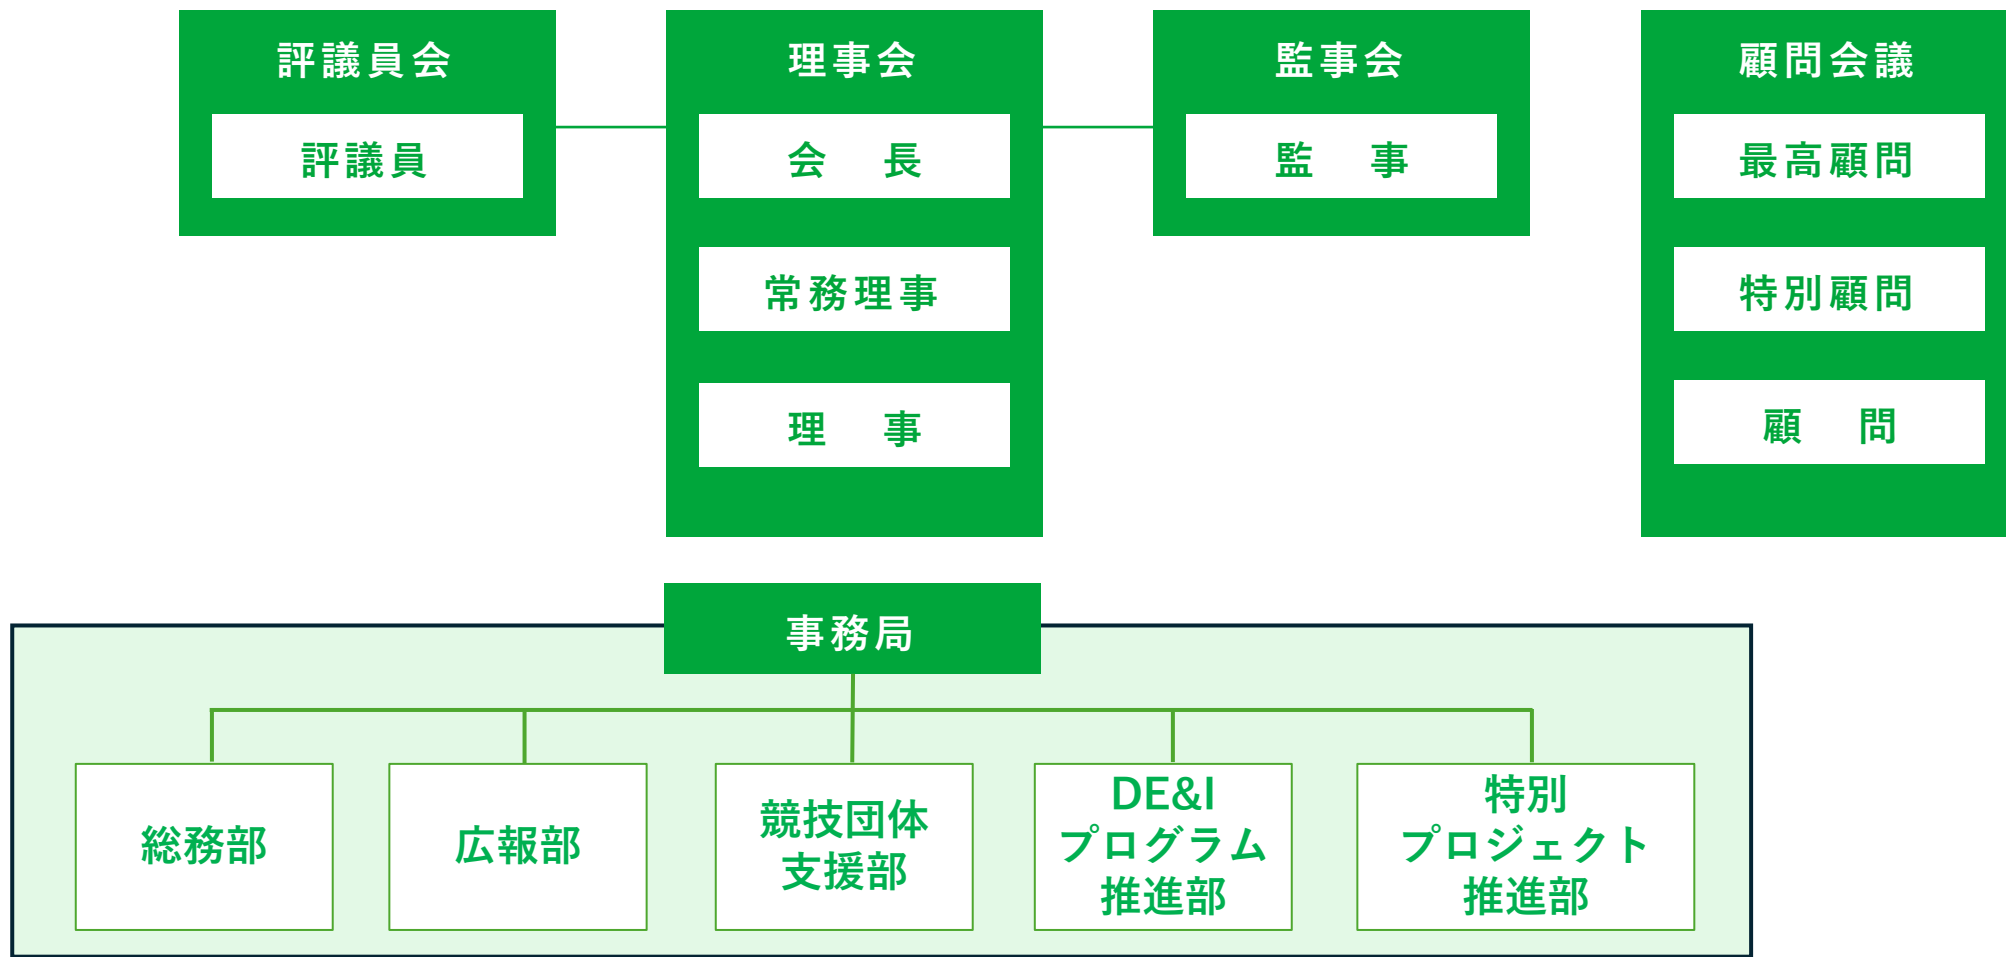 評議員会
評議員
理事会
会　長
常務理事
理　事
監事会
監　事
顧問会議
最高顧問
特別顧問
顧　問
事務局
総務部
広報部
競技団体
支援部
DE&I
プログラム
推進部
特別
プロジェクト
推進部